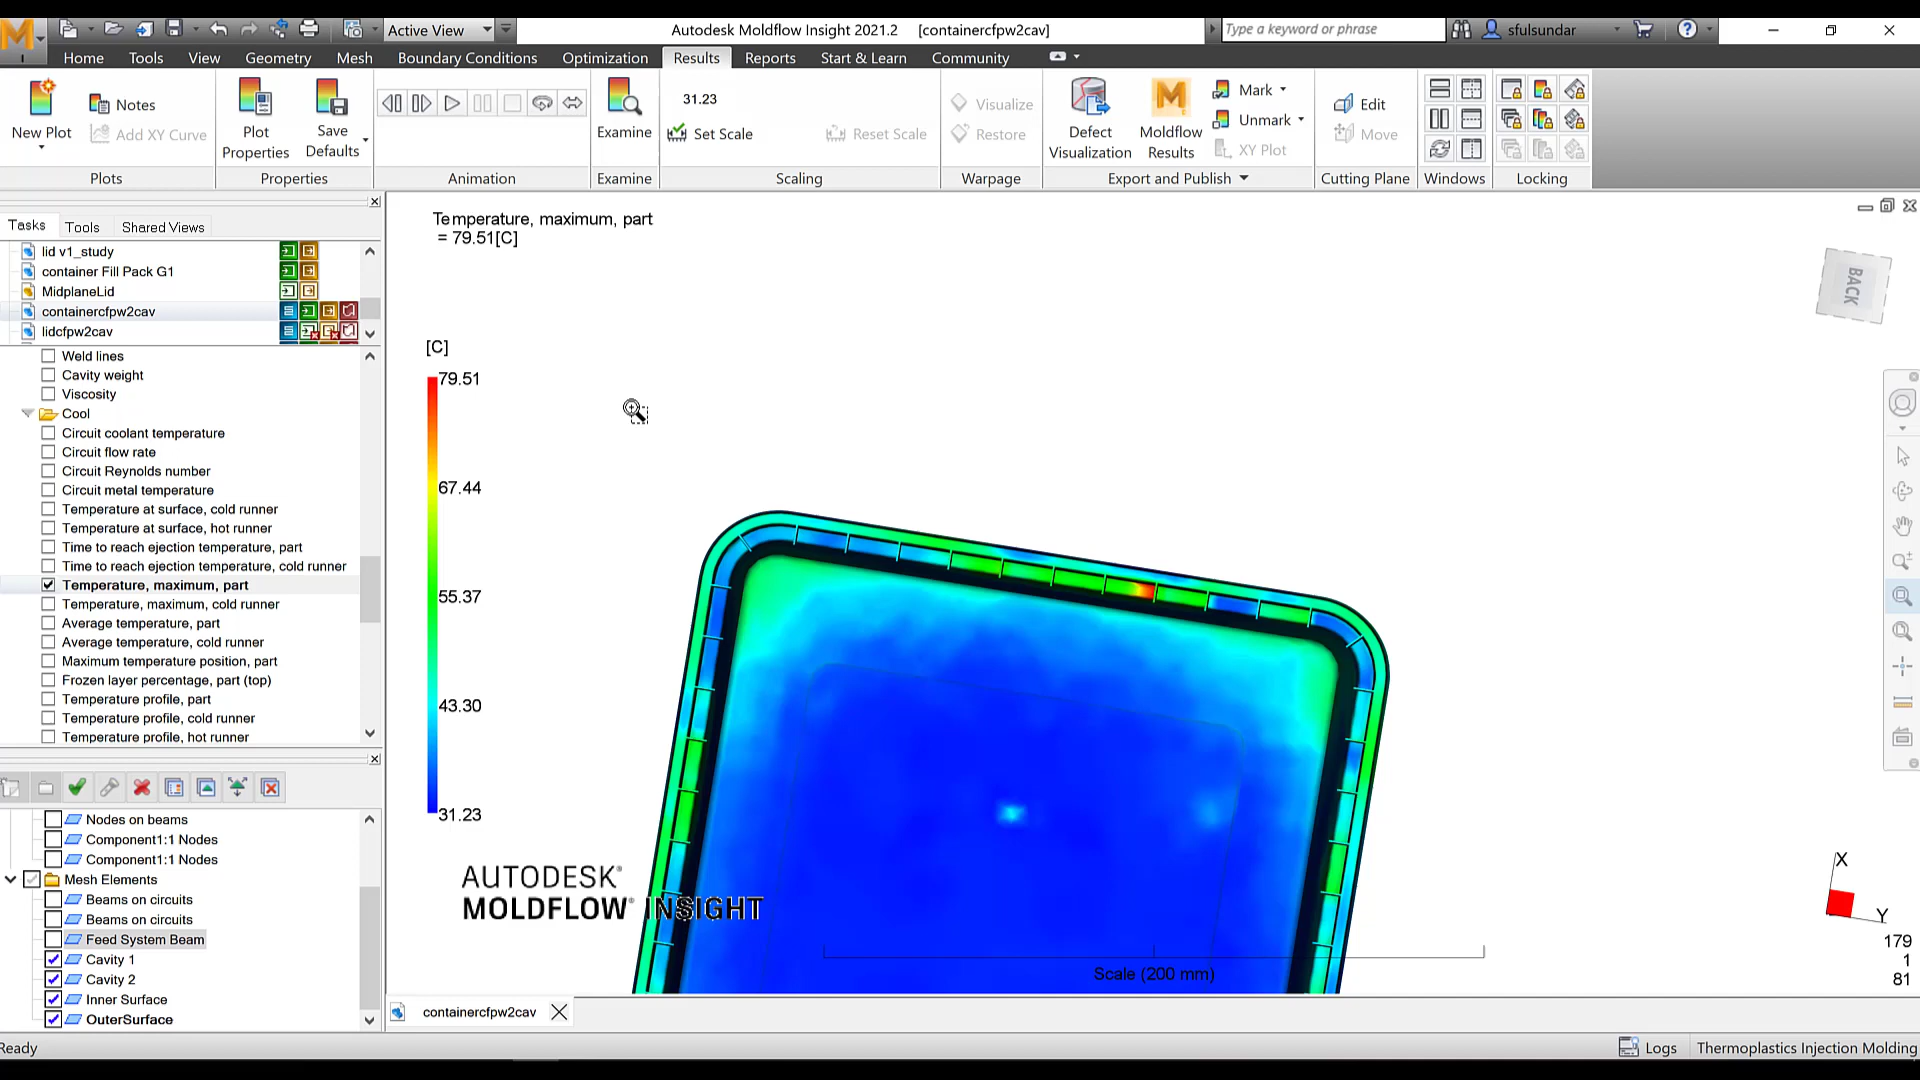 Active View
Autodesk Moldflow Insight 2021.2 [containercfpw2cav]
Type a keyword or phrase
sfulsundar
Home Tools View Geometry Mesh Boundary Conditions Optimization Results Reports Start & Learn Community
New Plot
Notes
Add XY Curve
Plots
Plot Properties
Save Defaults
Properties
Animation
Examine
Examine
31.23
Set Scale
Reset Scale
Scaling
Visualize
Restore
Warpage
Defect Visualization
Moldflow Results
Mark
Unmark
XY Plot
Export and Publish
Edit
Move
Cutting Plane
Windows
Locking
Tasks Tools Shared Views
lid v1_study
container Fill Pack G1
MidplaneLid
containercfpw2cav
lidcfpw2cav
Weld lines
Cavity weight
Viscosity
Cool
Circuit coolant temperature
Circuit flow rate
Circuit Reynolds number
Circuit metal temperature
Temperature at surface, cold runner
Temperature at surface, hot runner
Time to reach ejection temperature, part
Time to reach ejection temperature, cold runner
Temperature, maximum, part
Temperature, maximum, cold runner
Average temperature, part
Average temperature, cold runner
Maximum temperature position, part
Frozen layer percentage, part (top)
Temperature profile, part
Temperature profile, cold runner
Temperature profile, hot runner
Nodes on beams
Component1:1 Nodes
Component1:1 Nodes
Mesh Elements
Beams on circuits
Beams on circuits
Feed System Beam
Cavity 1
Cavity 2
Inner Surface
OuterSurface
Temperature, maximum, part
= 79.51[C]
[C]
79.51
67.44
55.37
43.30
31.23
AUTODESK®
MOLDFLOW® INSIGHT
Scale (200 mm)
BACK
X
Y
179
1
81
containercfpw2cav
Ready
Logs
Thermoplastics Injection Molding